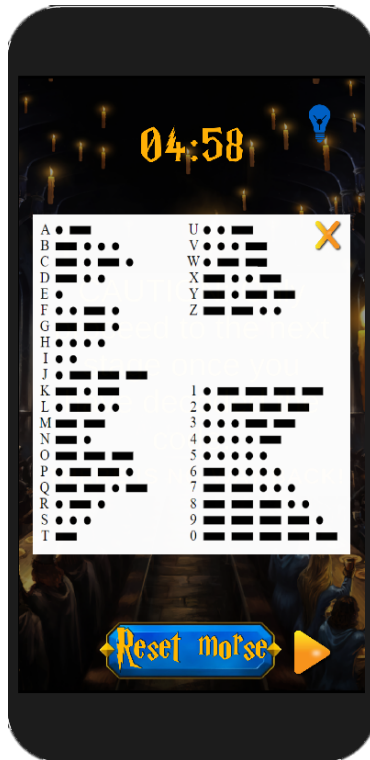 04:58
A • −
B − • • •
C − • − •
D − • •
E •
F • • − •
G − − •
H • • • •
I • •
J • − − −
K − • −
L • − • •
M − −
N − •
O − − −
P • − − •
Q − − • −
R • − •
S • • •
T −
U • • −
V • • • −
W • − −
X − • • −
Y − • − −
Z − − • •
1 • − − − −
2 • • − − −
3 • • • − −
4 • • • • −
5 • • • • •
6 − • • • •
7 − − • • •
8 − − − • •
9 − − − − •
0 − − − − −
Reset morse